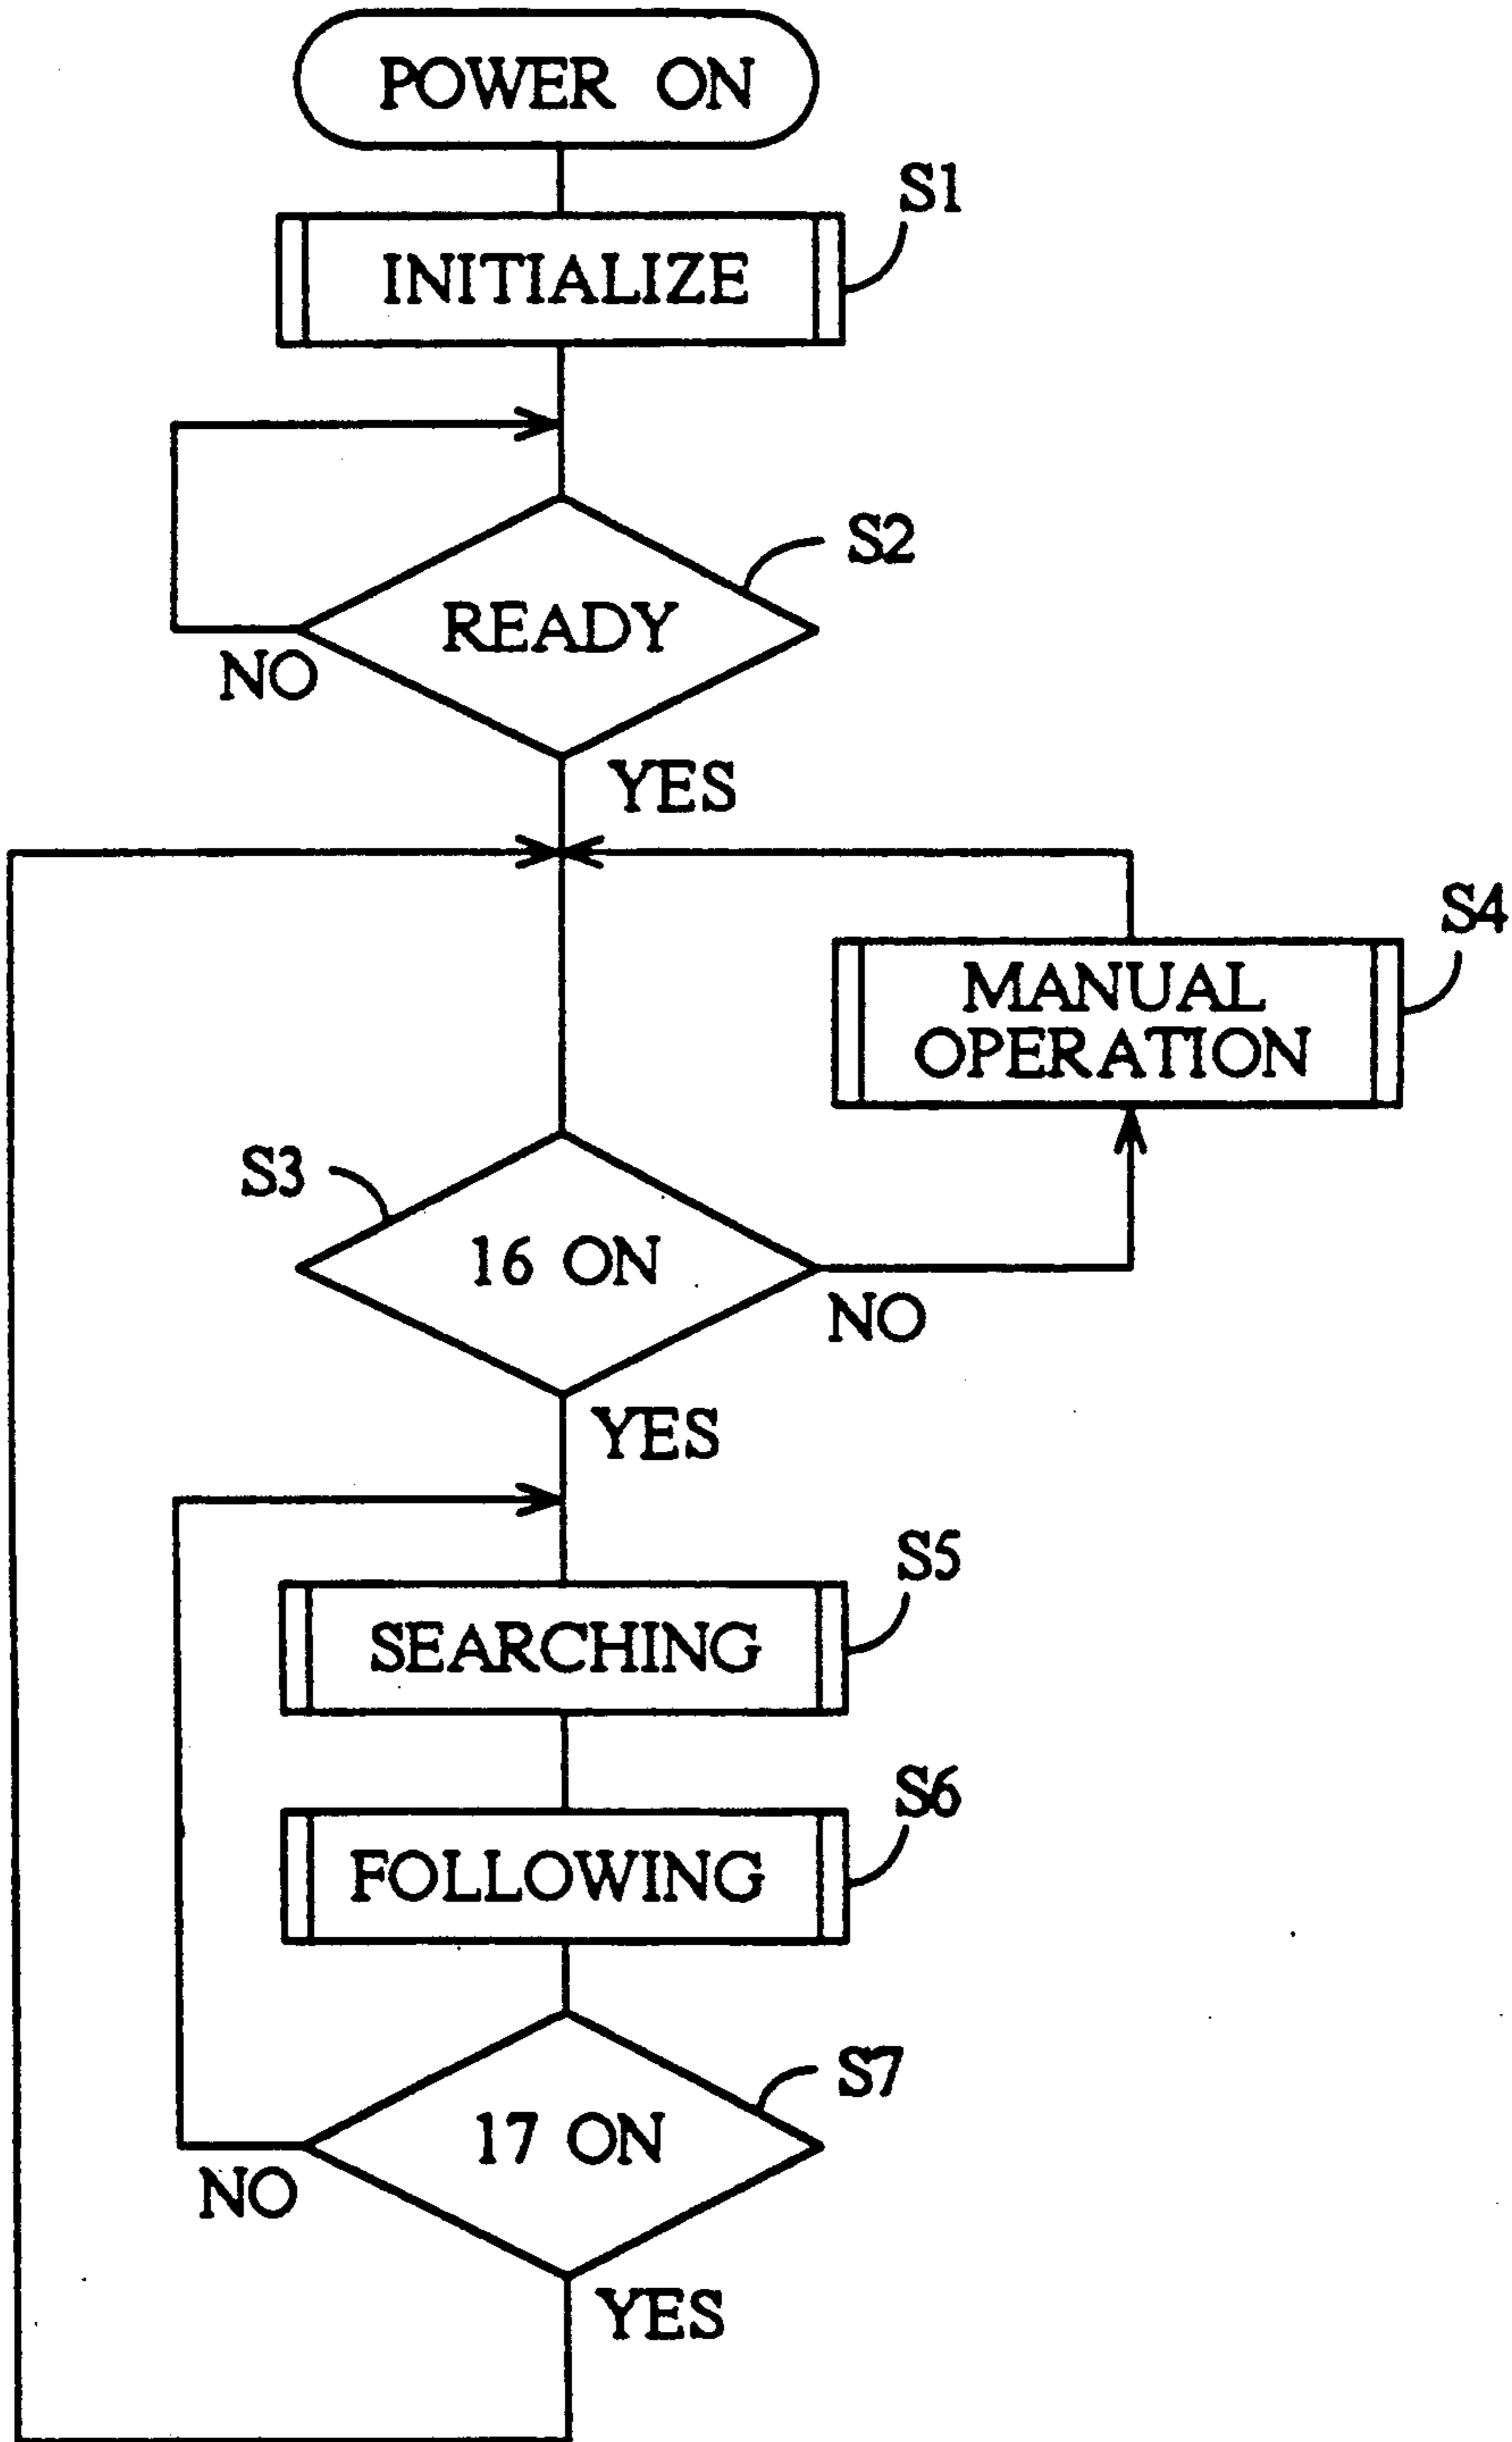 POWER ON
S1
INITIALIZE
S2
READY
NO
YES
S4
MANUAL
OPERATION
S3
16 ON
NO
YES
S5
SEARCHING
S6
FOLLOWING
S7
17 ON
NO
YES